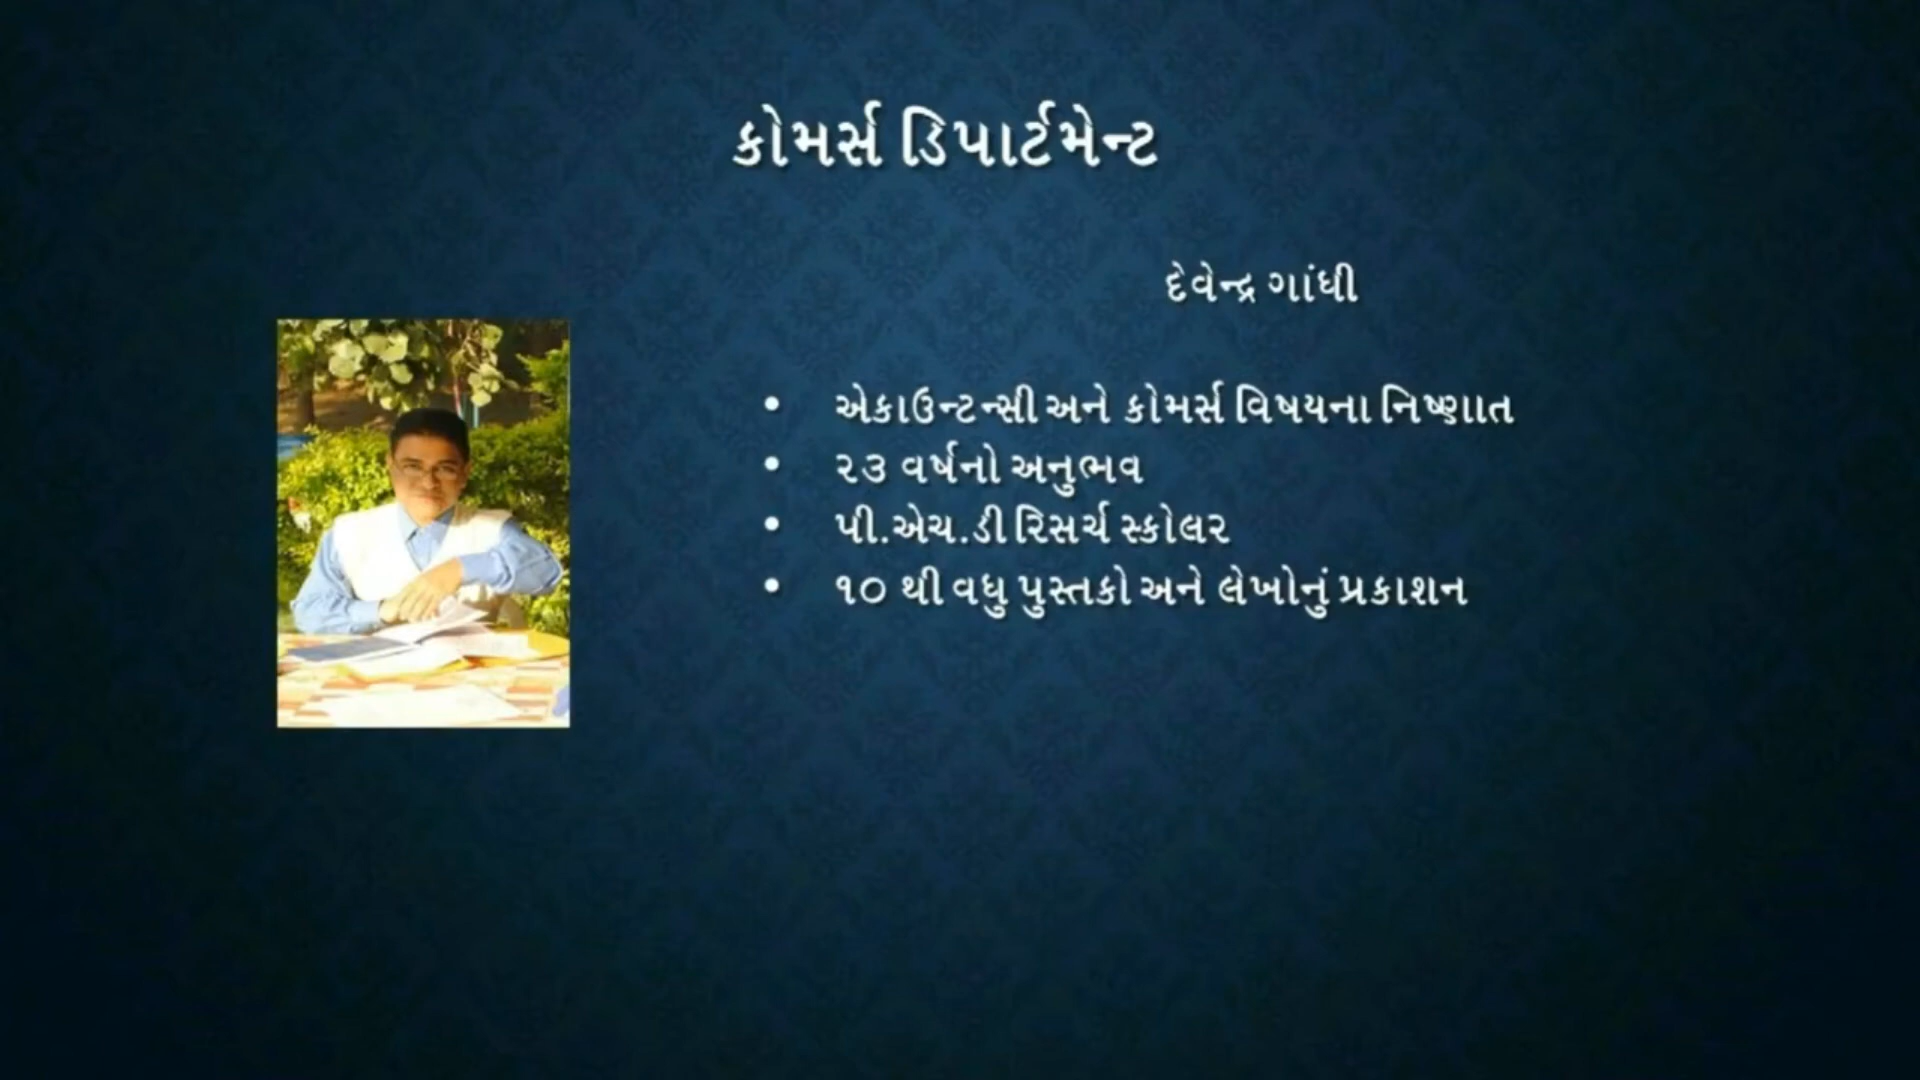 કોમર્સ ડિપાર્ટમેન્ટ
દેવેન્દ્ર ગાંધી
• એકાઉન્ટન્સી અને કોમર્સ વિષયના નિષ્ણાત
• ૨૩ વર્ષનો અનુભવ
• પી.એચ.ડી રિસર્ચ સ્કોલર
• ૧૦ થી વધુ પુસ્તકો અને લેખોનું પ્રકાશન